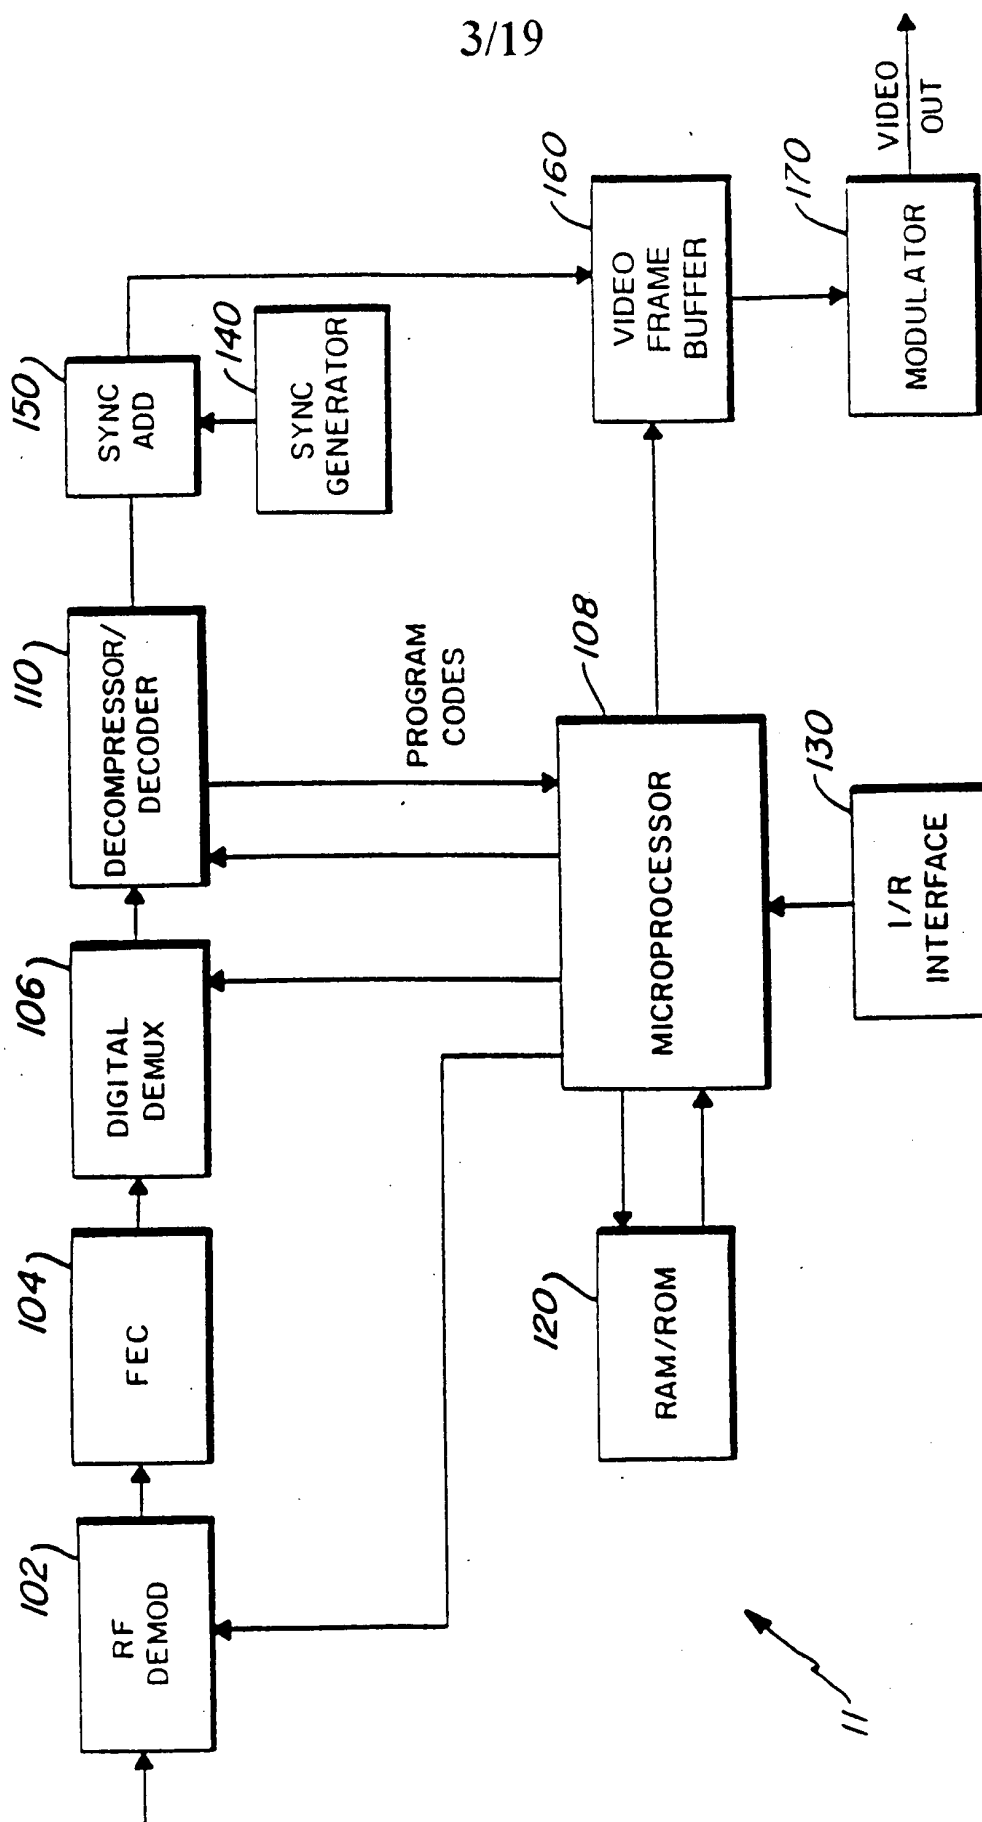 3/19
102
RF
DEMOD
104
FEC
106
DIGITAL
DEMUX
110
DECOMPRESSOR/
DECODER
150
SYNC
ADD
140
SYNC
GENERATOR
PROGRAM
CODES
120
RAM/ROM
108
MICROPROCESSOR
160
VIDEO
FRAME
BUFFER
130
I/R
INTERFACE
170
MODULATOR
VIDEO
OUT
11